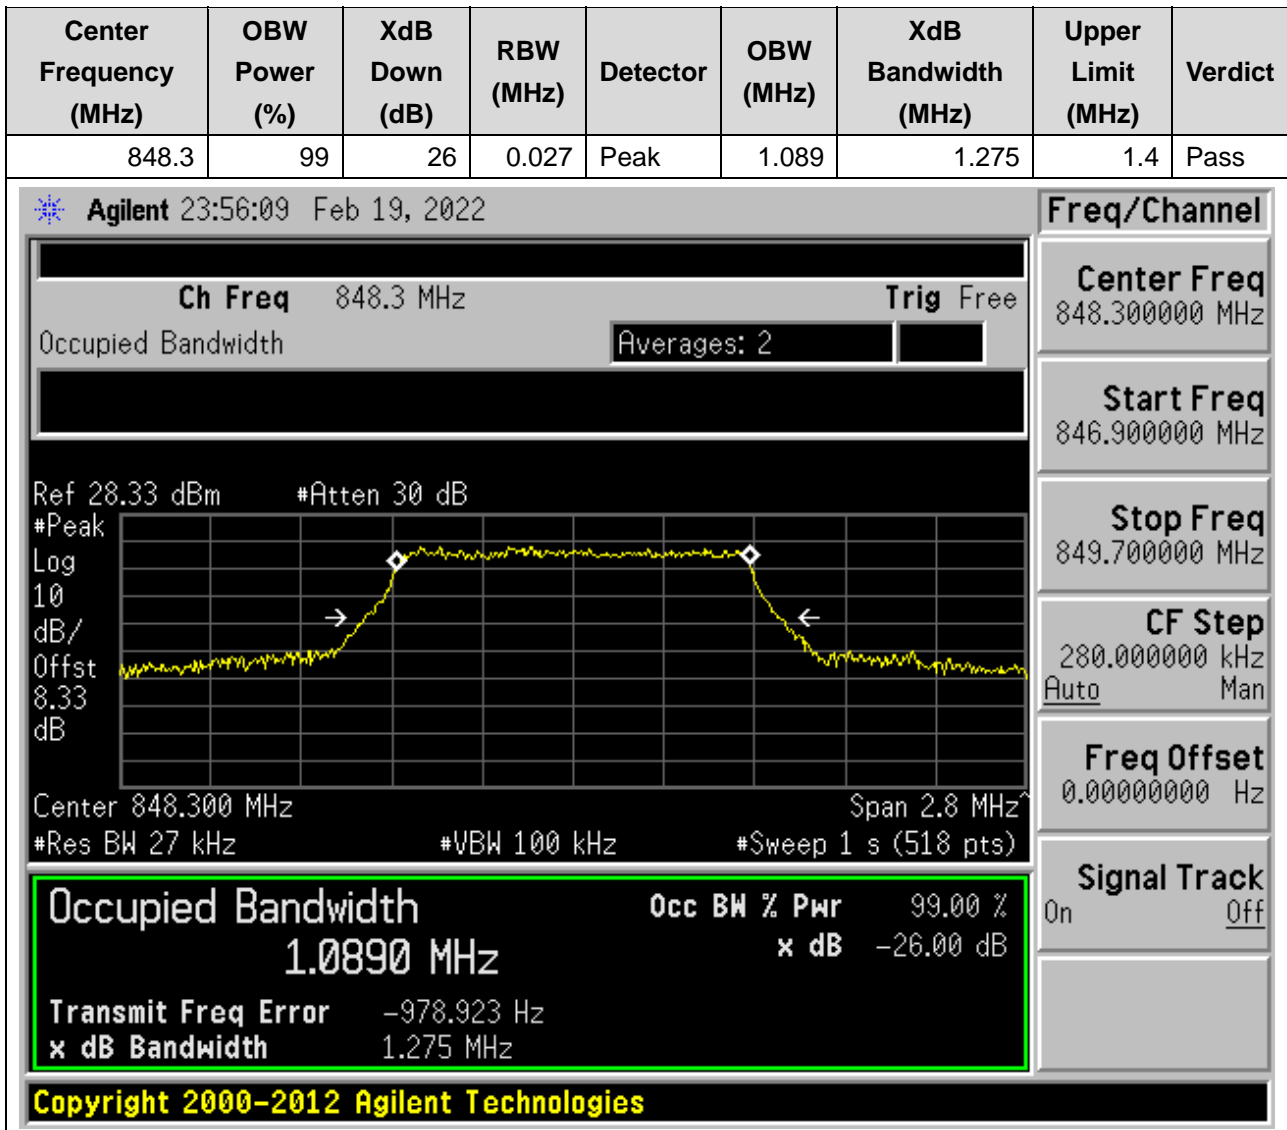 Center Frequency (MHz) OBW Power (%) XdB Down (dB) RBW (MHz) Detector OBW (MHz) XdB Bandwidth (MHz) Upper Limit (MHz) Verdict
848.3 99 26 0.027 Peak 1.089 1.275 1.4 Pass
Agilent 23:56:09 Feb 19, 2022
Freq/Channel
Ch Freq 848.3 MHz Trig Free
Occupied Bandwidth Averages: 2
Center Freq
848.300000 MHz
Start Freq
846.900000 MHz
Ref 28.33 dBm #Atten 30 dB
#Peak
Log
10
dB/
Offst
8.33
dB
Stop Freq
849.700000 MHz
CF Step
280.000000 kHz
Auto Man
Freq Offset
0.00000000 Hz
Center 848.300 MHz Span 2.8 MHz^
#Res BW 27 kHz #VBW 100 kHz #Sweep 1 s (518 pts)
Signal Track
On Off
Occupied Bandwidth Occ BW % Pwr 99.00 %
1.0890 MHz x dB -26.00 dB
Transmit Freq Error -978.923 Hz
x dB Bandwidth 1.275 MHz
Copyright 2000-2012 Agilent Technologies